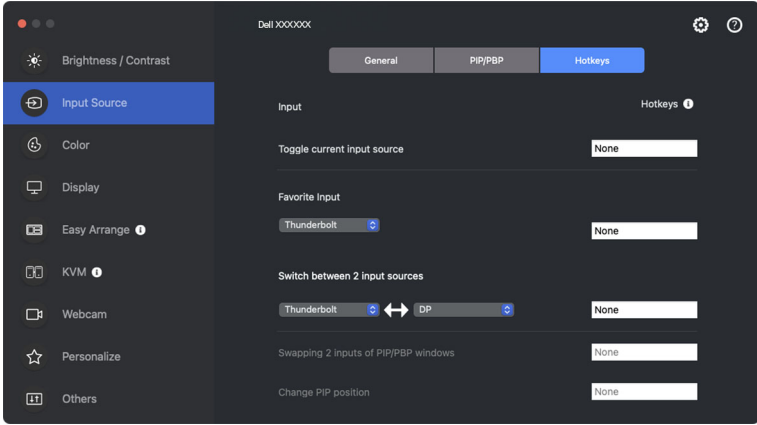 Dell XXXXXX
Brightness / Contrast
Input Source
Color
Display
Easy Arrange
KVM
Webcam
Personalize
Others
General PIP/PBP Hotkeys
Input Hotkeys
Toggle current input source None
Favorite Input
Thunderbolt None
Switch between 2 input sources
Thunderbolt DP None
Swapping 2 inputs of PIP/PBP windows None
Change PIP position None